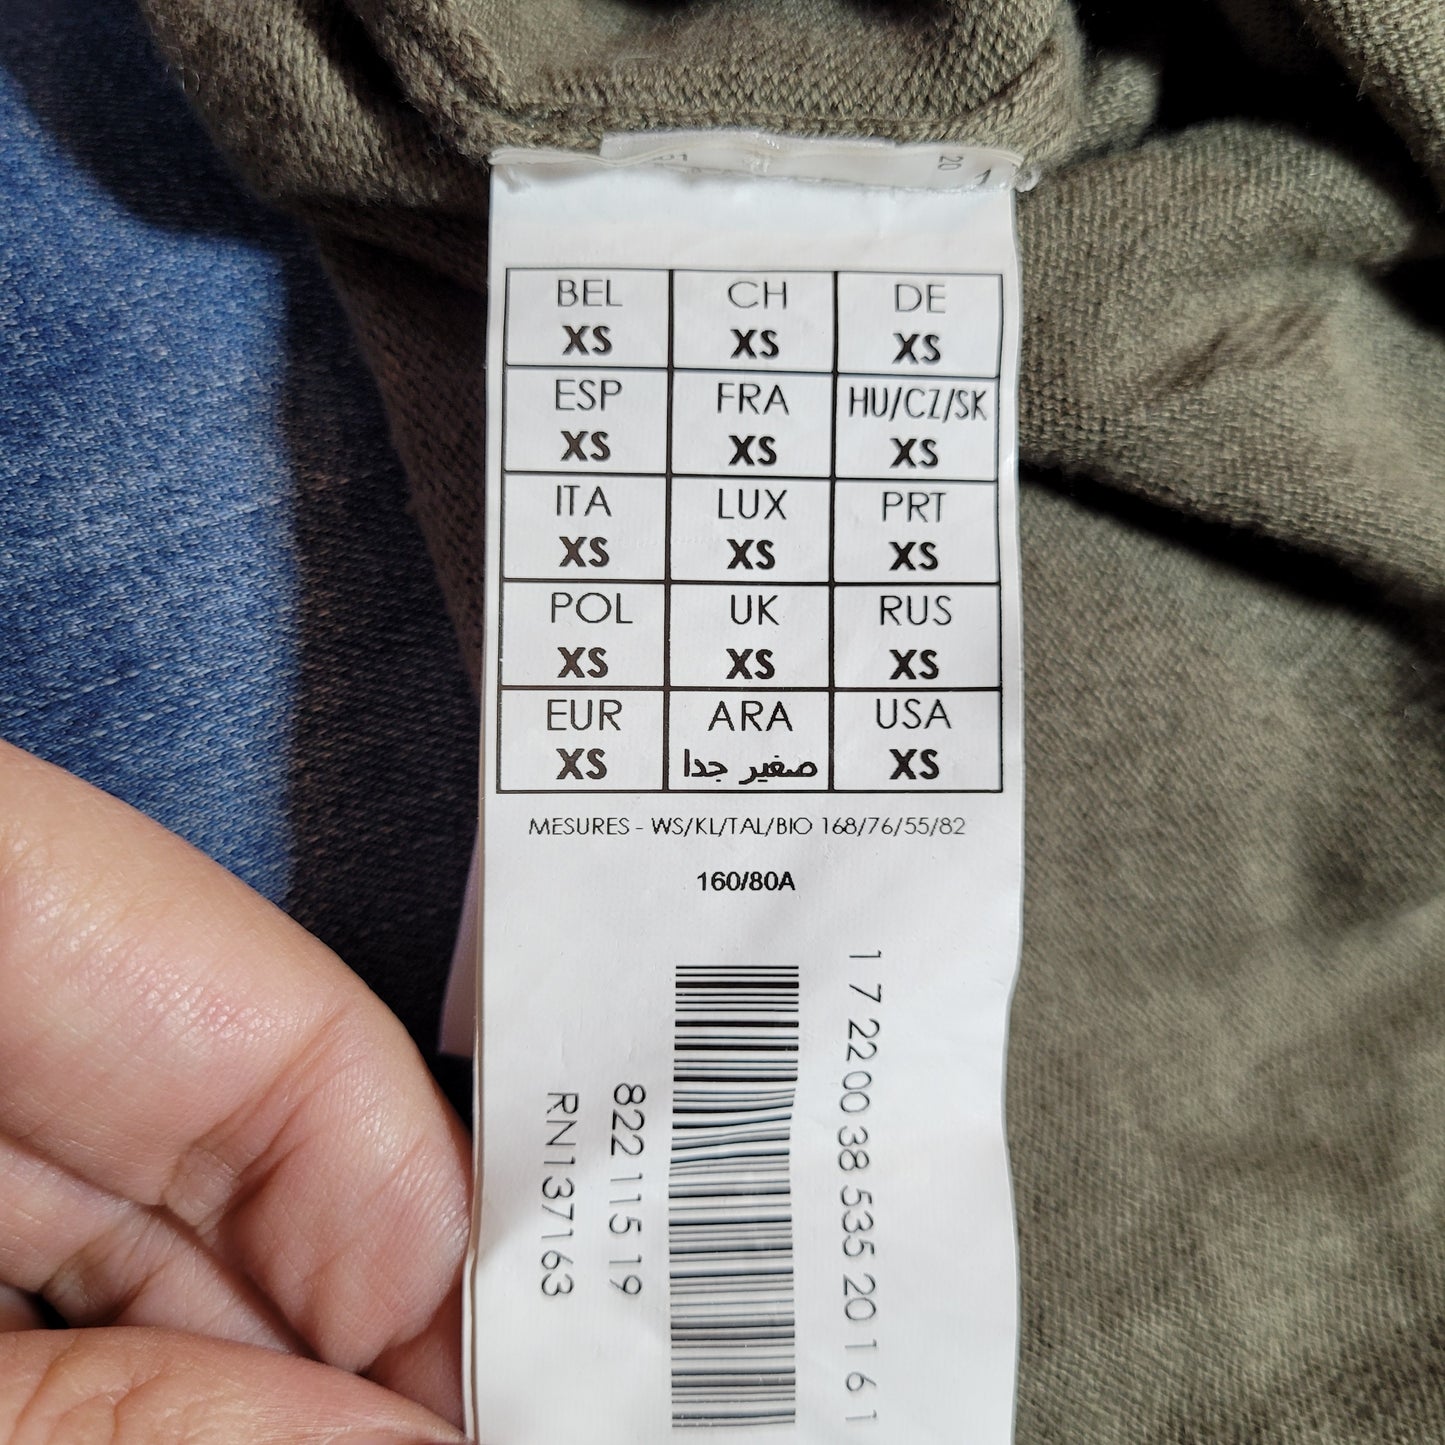 20
BEL CH DE
XS XS XS
ESP FRA HU/CZ/SK
XS XS XS
ITA LUX PRT
XS XS XS
POL UK RUS
XS XS XS
EUR ARA USA
XS صغير جدا XS
MESURES - WS/KL/TAL/BIO 168/76/55/82
160/80A
1 7 22 00 38 535 20 1 6 1
822 11 5 19
RN137163